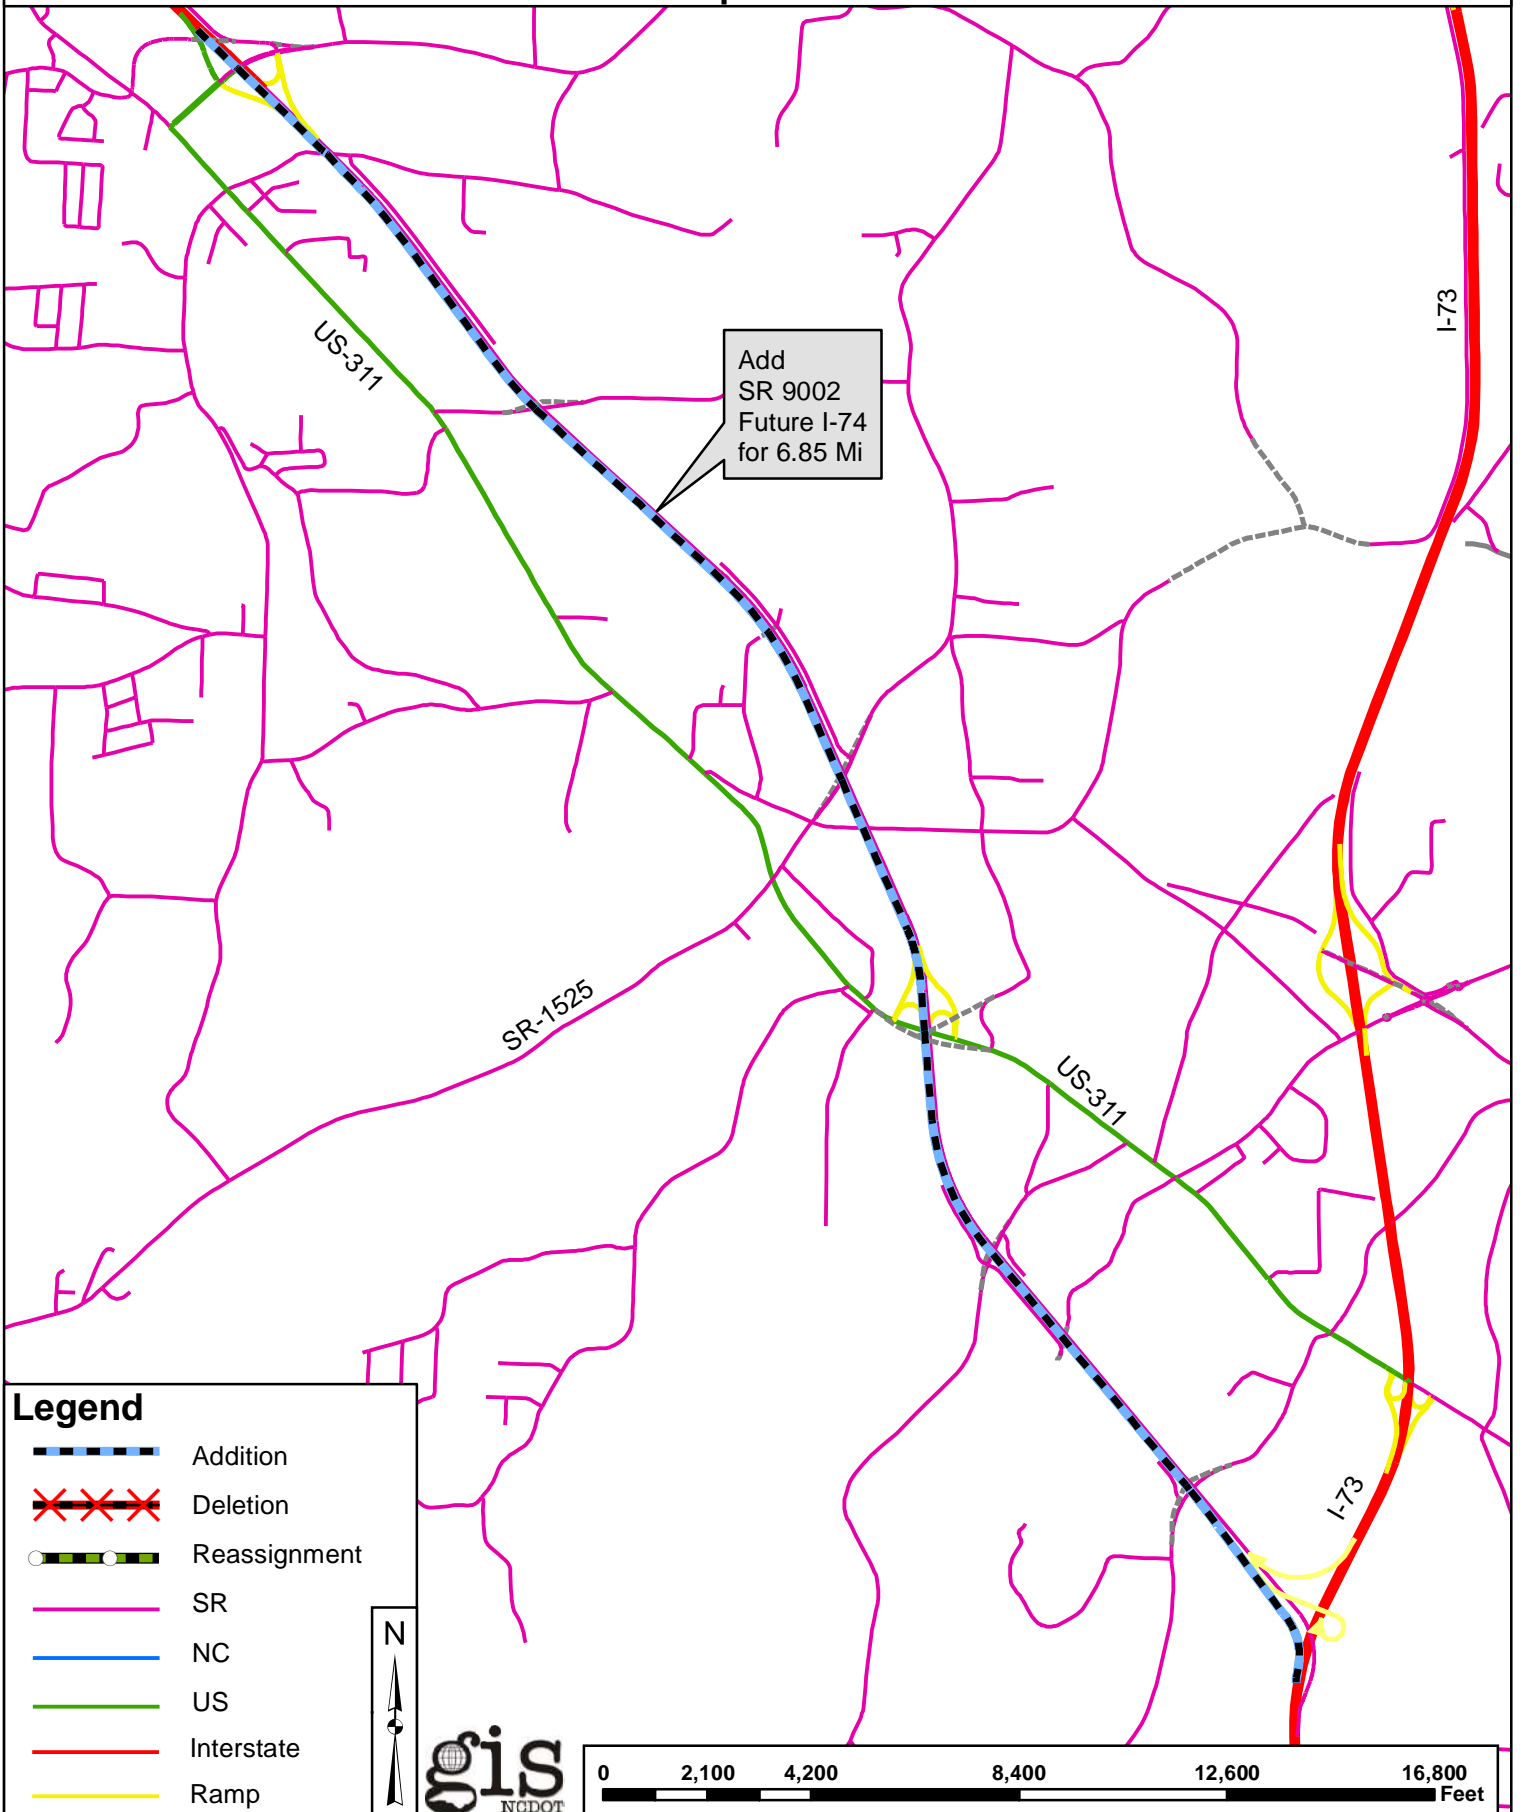 I-73
US-311
Add
SR 9002
Future I-74
for 6.85 Mi
SR-1525
US-311
I-73
Legend
Addition
Deletion
Reassignment
SR
NC
US
Interstate
Ramp
N
gis
NCDOT
0 2,100 4,200 8,400 12,600 16,800
Feet